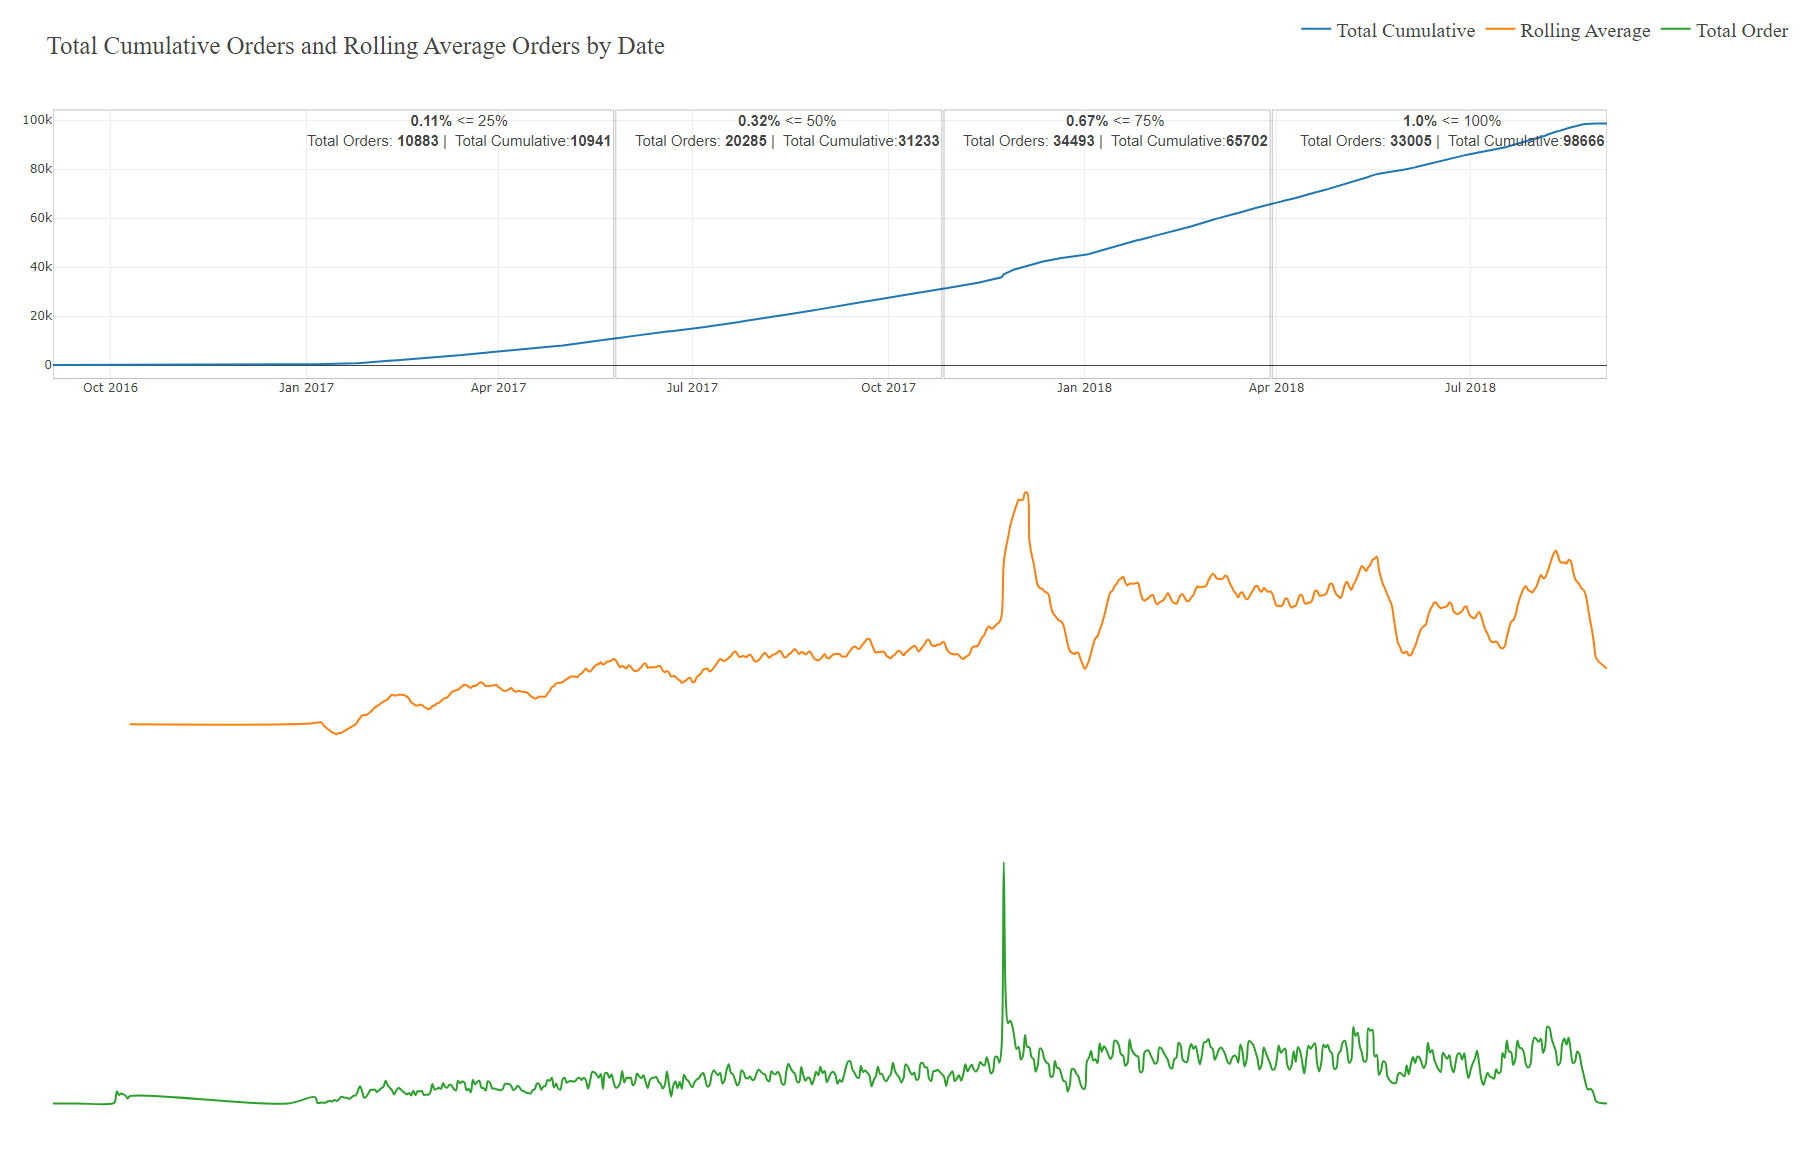 Total Cumulative Orders and Rolling Average Orders by Date
Total Cumulative
Rolling Average
Total Order
0.11% <= 25%
Total Orders: 10883 | Total Cumulative:10941
0.32% <= 50%
Total Orders: 20285 | Total Cumulative:31233
0.67% <= 75%
Total Orders: 34493 | Total Cumulative:65702
1.0% <= 100%
Total Orders: 33005 | Total Cumulative:98666
100k
80k
60k
40k
20k
0
Oct 2016
Jan 2017
Apr 2017
Jul 2017
Oct 2017
Jan 2018
Apr 2018
Jul 2018